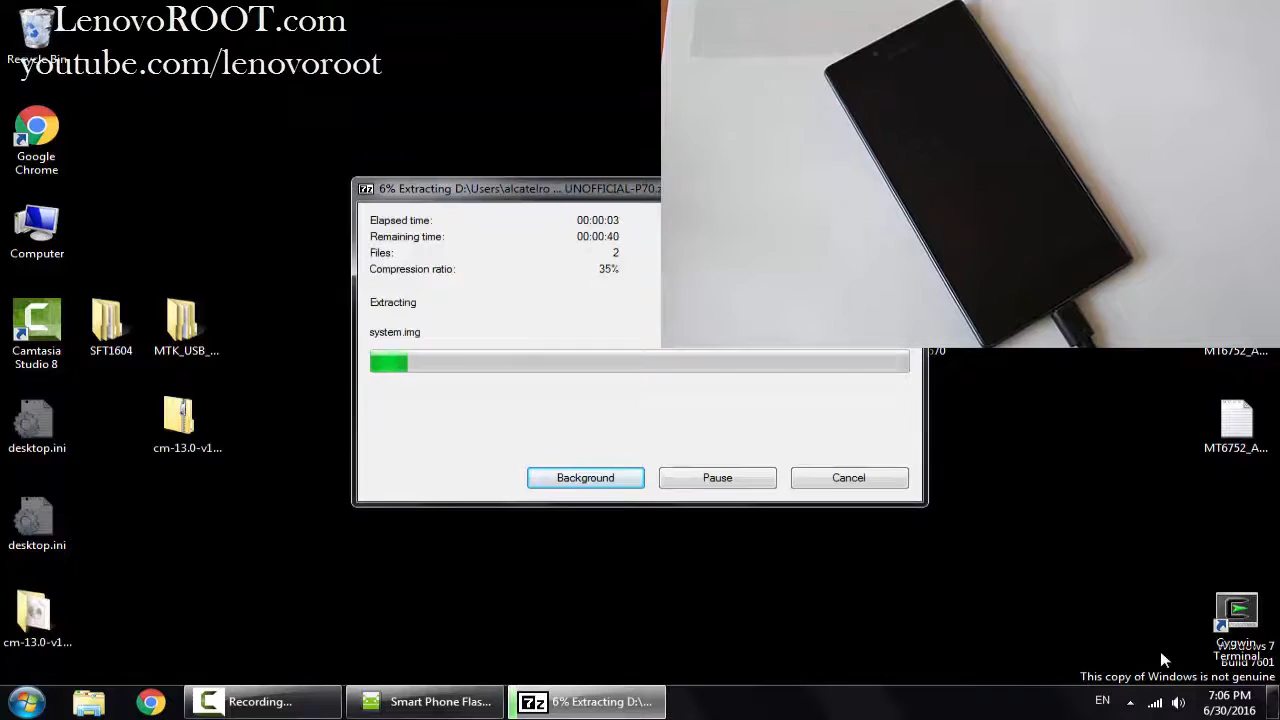 LenovoROOT.com
youtube.com/lenovoroot
Recycle Bin
Google
Chrome
Computer
Camtasia
Studio 8
SFT1604
MTK_USB_...
desktop.ini
cm-13.0-v1...
desktop.ini
cm-13.0-v1...
6% Extracting D:\Users\alcatelro ... UNOFFICIAL-P70.z
Elapsed time: 00:00:03
Remaining time: 00:00:40
Files: 2
Compression ratio: 35%
Extracting
system.img
Background
Pause
Cancel
MT6752_A...
MT6752_A...
Cygwin
Terminal
Windows 7
Build 7601
This copy of Windows is not genuine
Recording...
Smart Phone Flas...
6% Extracting D:\...
EN
7:06 PM
6/30/2016